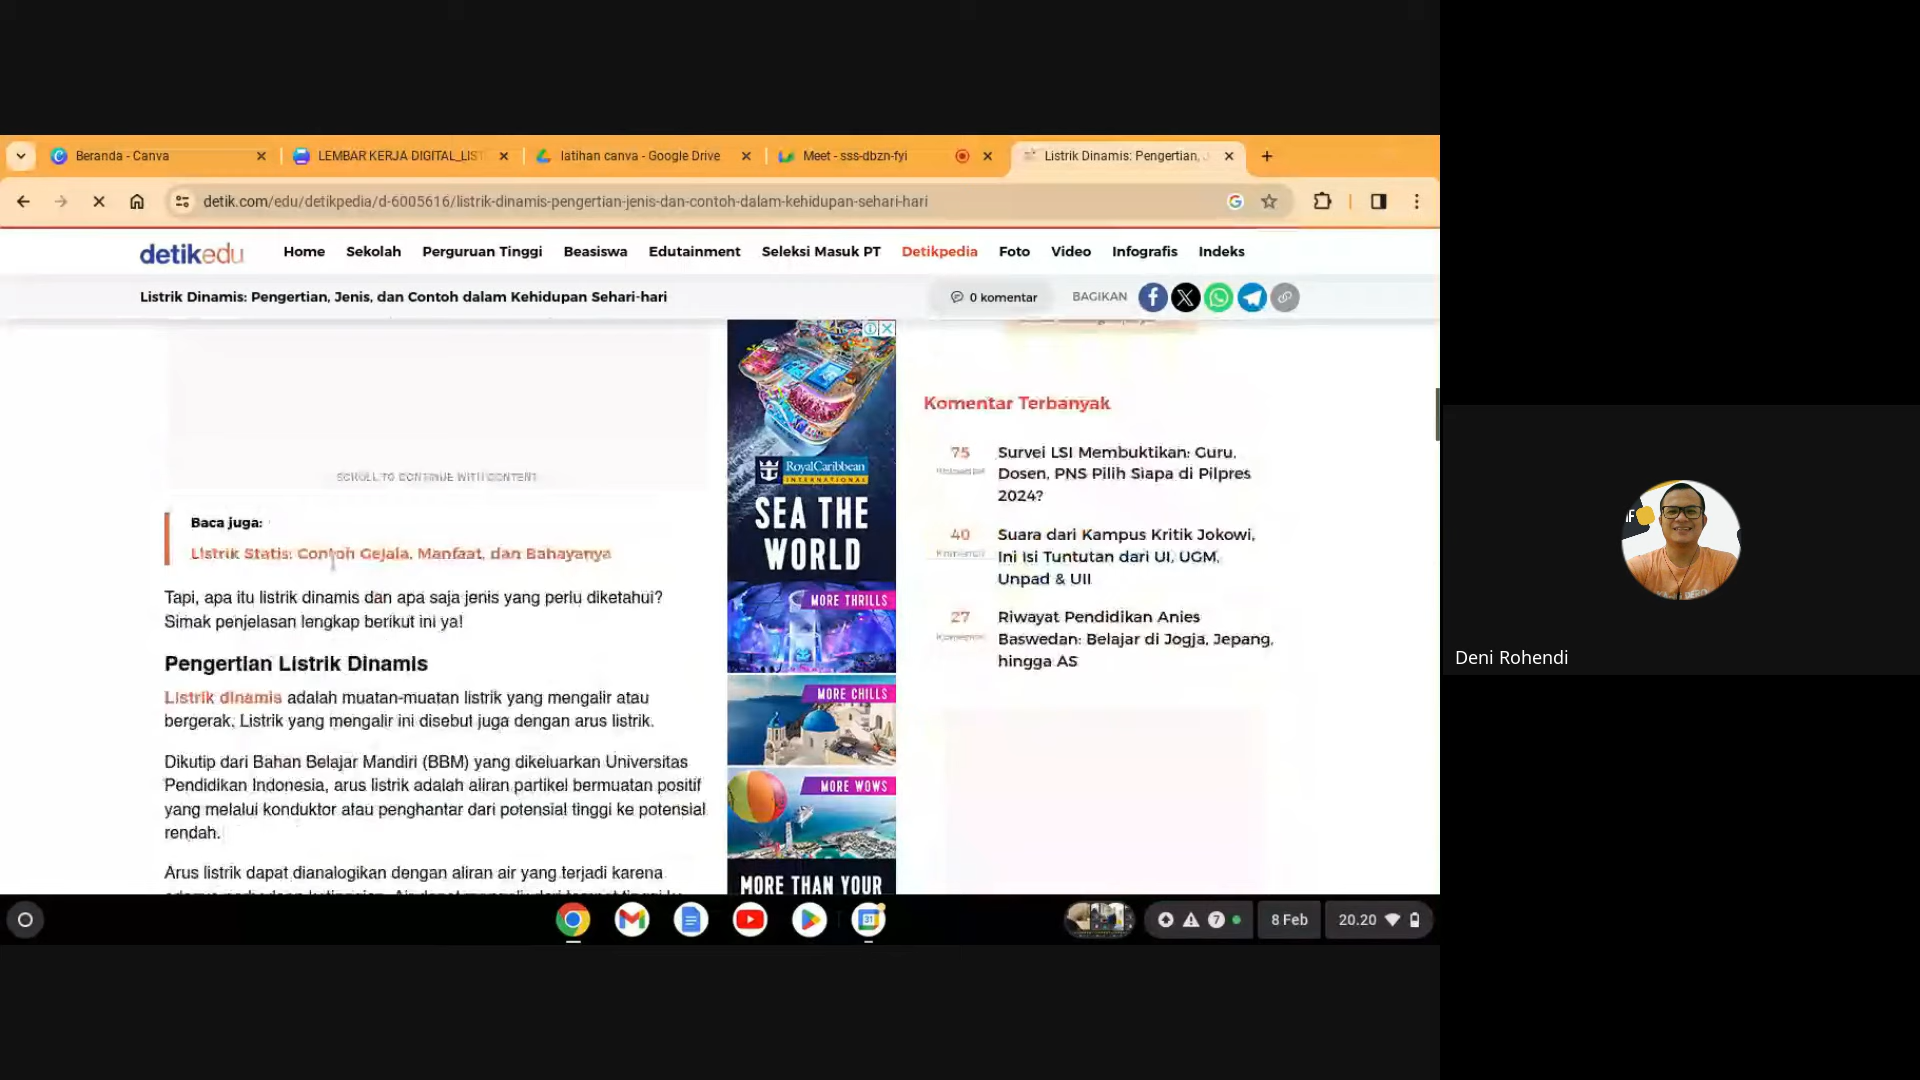 Beranda - Canva
LEMBAR KERJA DIGITAL_LIS
latihan canva - Google Drive
Meet - sss-dbzn-fyi
Listrik Dinamis: Pengertian, J
detik.com/edu/detikpedia/d-6005616/listrik-dinamis-pengertian-jenis-dan-contoh-dalam-kehidupan-sehari-hari
detikedu
Home Sekolah Perguruan Tinggi Beasiswa Edutainment Seleksi Masuk PT Detikpedia Foto Video Infografis Indeks
Listrik Dinamis: Pengertian, Jenis, dan Contoh dalam Kehidupan Sehari-hari
0 komentar
BAGIKAN
SCROLL TO CONTINUE WITH CONTENT
Baca juga:
Listrik Statis: Contoh Gejala, Manfaat, dan Bahayanya
Tapi, apa itu listrik dinamis dan apa saja jenis yang perlu diketahui?
Simak penjelasan lengkap berikut ini ya!
Pengertian Listrik Dinamis
Listrik dinamis adalah muatan-muatan listrik yang mengalir atau
bergerak. Listrik yang mengalir ini disebut juga dengan arus listrik.
Dikutip dari Bahan Belajar Mandiri (BBM) yang dikeluarkan Universitas
Pendidikan Indonesia, arus listrik adalah aliran partikel bermuatan positif
yang melalui konduktor atau penghantar dari potensial tinggi ke potensial
rendah.
Arus listrik dapat dianalogikan dengan aliran air yang terjadi karena
RoyalCaribbean
INTERNATIONAL
SEA THE
WORLD
MORE THRILLS
MORE CHILLS
MORE WOWS
MORE THAN YOUR
Komentar Terbanyak
75
Survei LSI Membuktikan: Guru,
Dosen, PNS Pilih Siapa di Pilpres
2024?
40
Suara dari Kampus Kritik Jokowi,
Ini Isi Tuntutan dari UI, UGM,
Unpad & UII
27
Riwayat Pendidikan Anies
Baswedan: Belajar di Jogja, Jepang,
hingga AS
31
7
8 Feb
20.20
Deni Rohendi